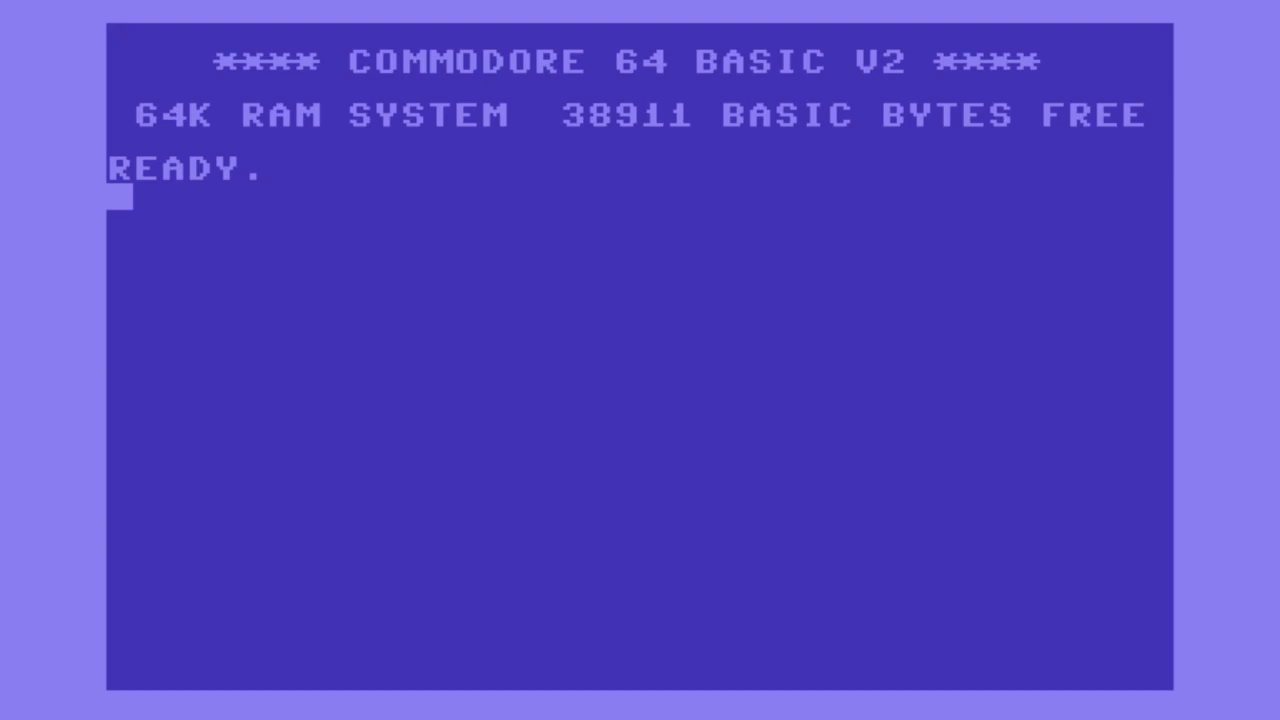 **** COMMODORE 64 BASIC V2 ****
64K RAM SYSTEM  38911 BASIC BYTES FREE
READY.